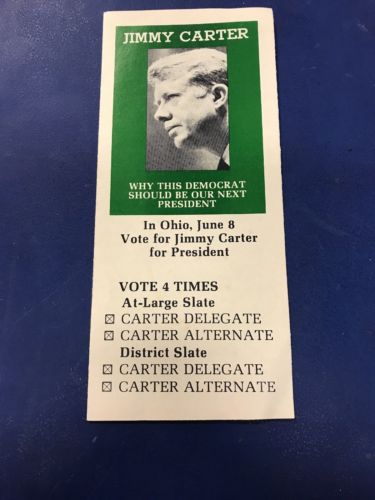 JIMMY CARTER
WHY THIS DEMOCRAT
SHOULD BE OUR NEXT
PRESIDENT
In Ohio, June 8
Vote for Jimmy Carter
for President
VOTE 4 TIMES
At-Large Slate
☒ CARTER DELEGATE
☒ CARTER ALTERNATE
District Slate
☒ CARTER DELEGATE
☒ CARTER ALTERNATE